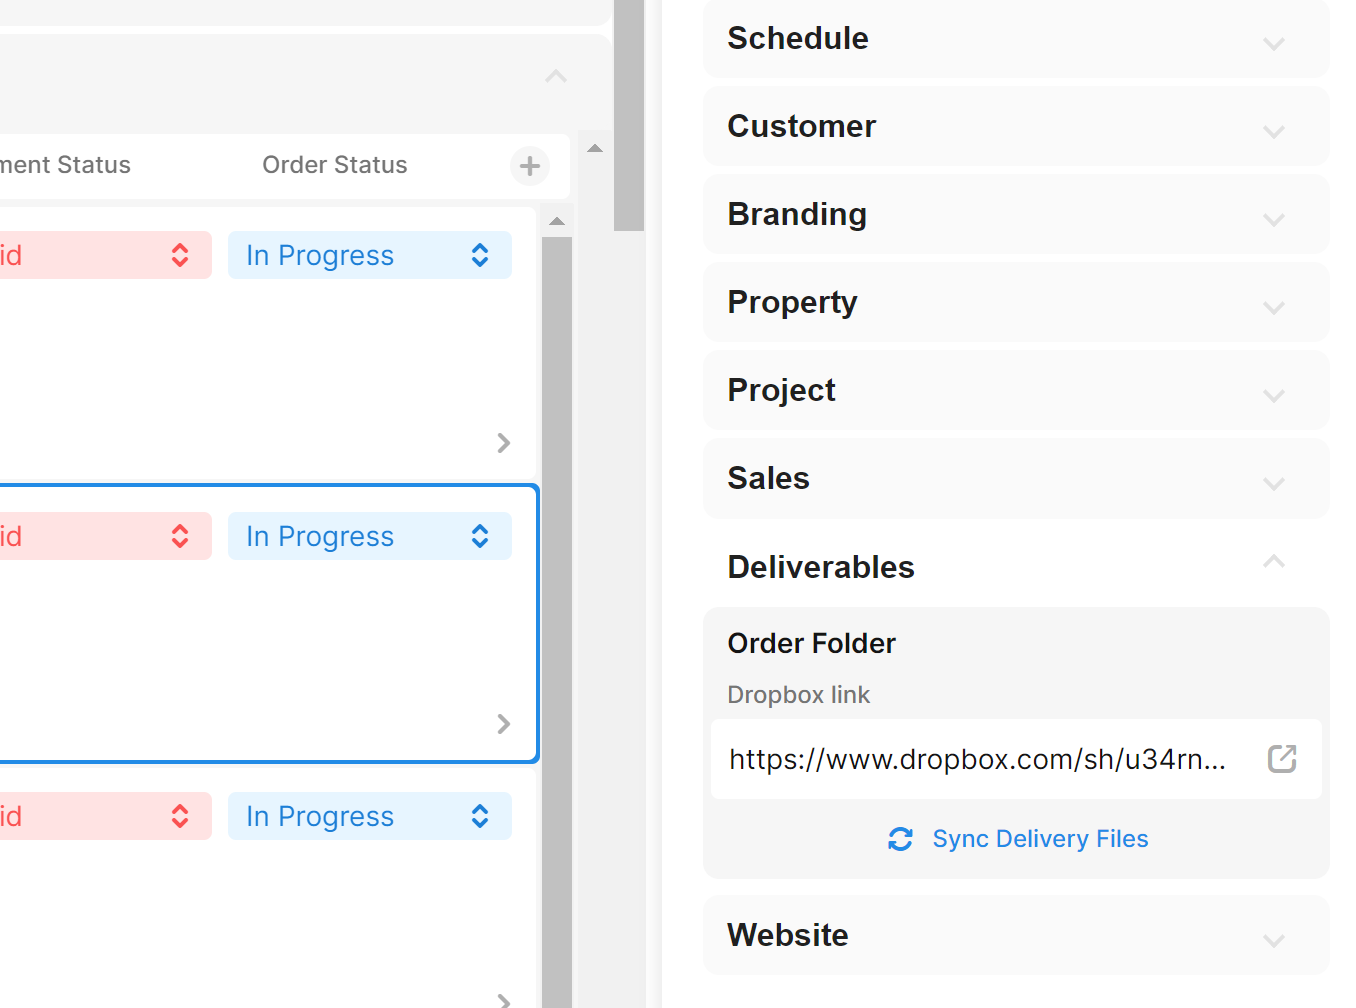 ment Status
Order Status
id
In Progress
id
In Progress
id
In Progress
Schedule
Customer
Branding
Property
Project
Sales
Deliverables
Order Folder
Dropbox link
https://www.dropbox.com/sh/u34rn...
Sync Delivery Files
Website